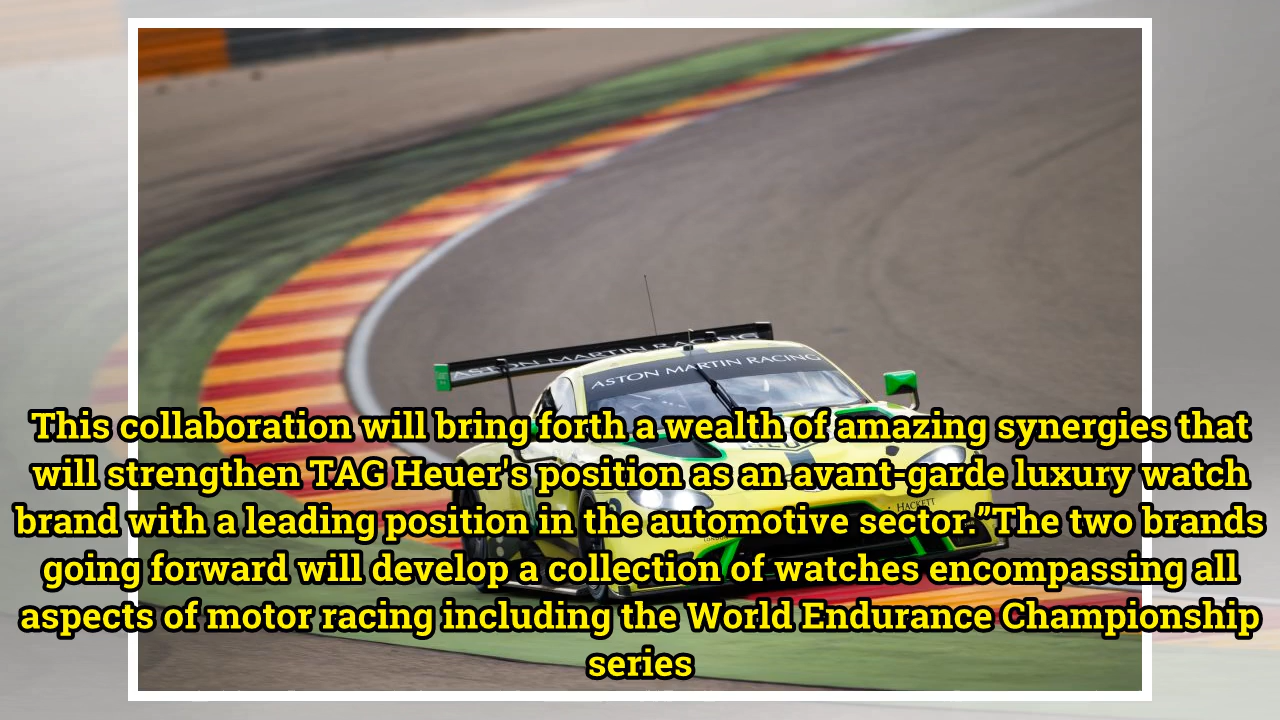 ASTON MARTIN RACING
ASTON MARTIN RACING
This collaboration will bring forth a wealth of amazing synergies that
will strengthen TAG Heuer's position as an avant-garde luxury watch
brand with a leading position in the automotive sector.”The two brands
going forward will develop a collection of watches encompassing all
aspects of motor racing including the World Endurance Championship
series
HACKETT